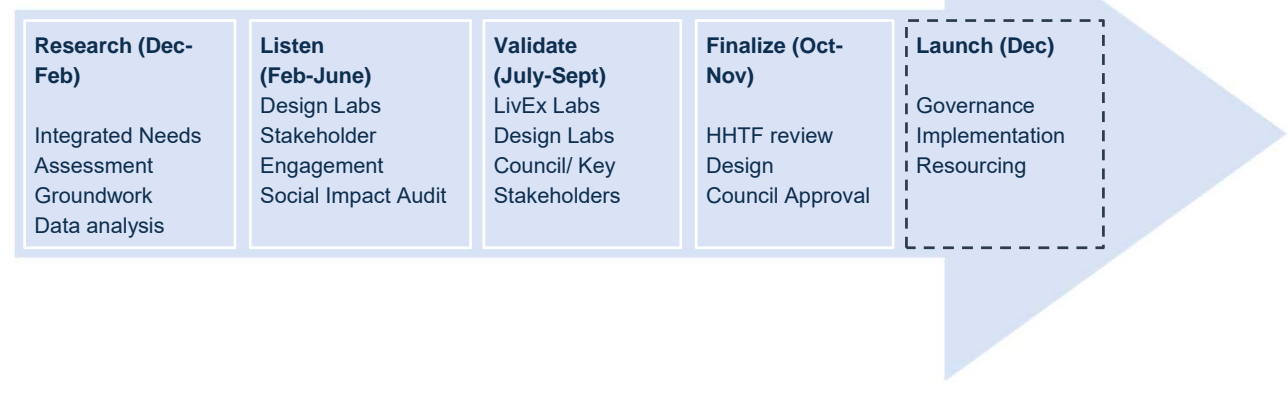 Research (Dec-
Feb)
Integrated Needs
Assessment
Groundwork
Data analysis
Listen
(Feb-June)
Design Labs
Stakeholder
Engagement
Social Impact Audit
Validate
(July-Sept)
LivEx Labs
Design Labs
Council/ Key
Stakeholders
Finalize (Oct-
Nov)
HHTF review
Design
Council Approval
Launch (Dec)
Governance
Implementation
Resourcing